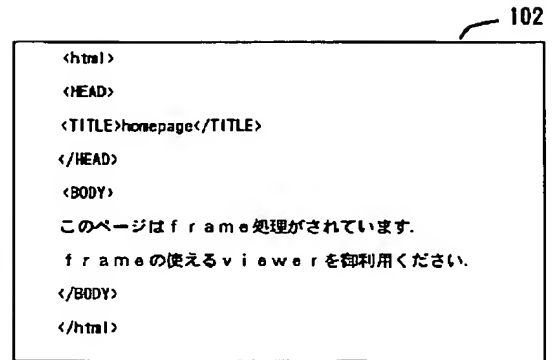 102
<html>
<HEAD>
<TITLE>homepage</TITLE>
</HEAD>
<BODY>
このページはｆｒａｍｅ処理がされています.
ｆｒａｍｅの使えるｖｉｅｗｅｒを御利用ください.
</BODY>
</html>